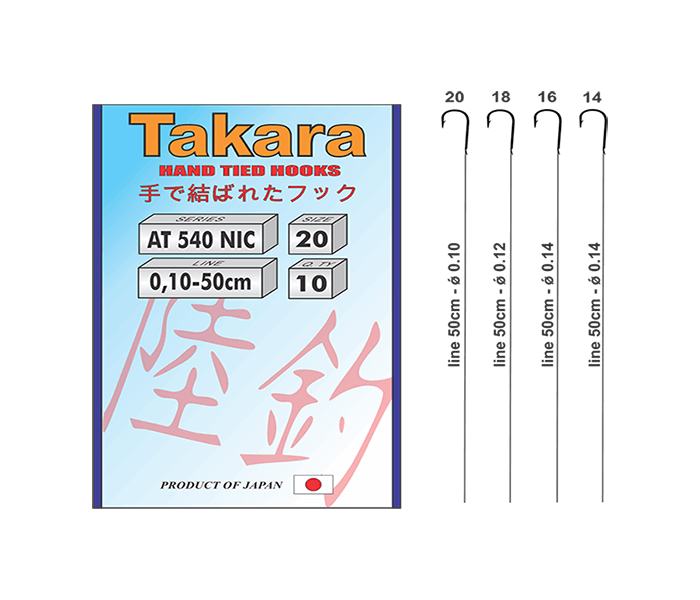 Takara
HAND TIED HOOKS
手で結ばれたフック
SERIES
AT 540 NIC
SIZE
20
LINE
0,10-50cm
Q.TY
10
陸釣
PRODUCT OF JAPAN
20 18 16 14
line 50cm - ǿ 0.10
line 50cm - ǿ 0.12
line 50cm - ǿ 0.14
line 50cm - ǿ 0.14